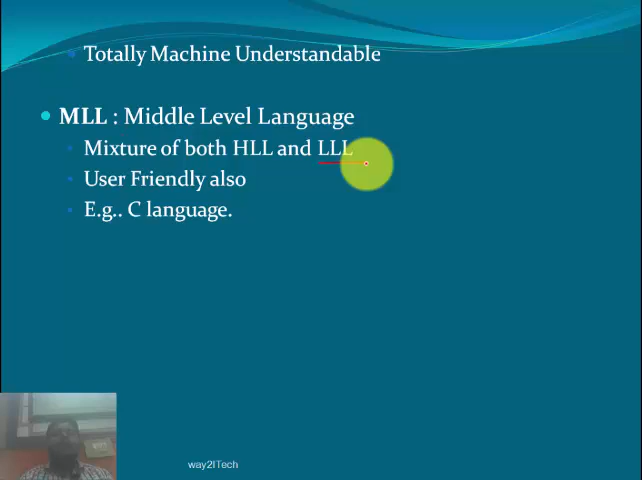 Totally Machine Understandable
MLL : Middle Level Language
Mixture of both HLL and LLL
User Friendly also
E.g.. C language.
way2ITech